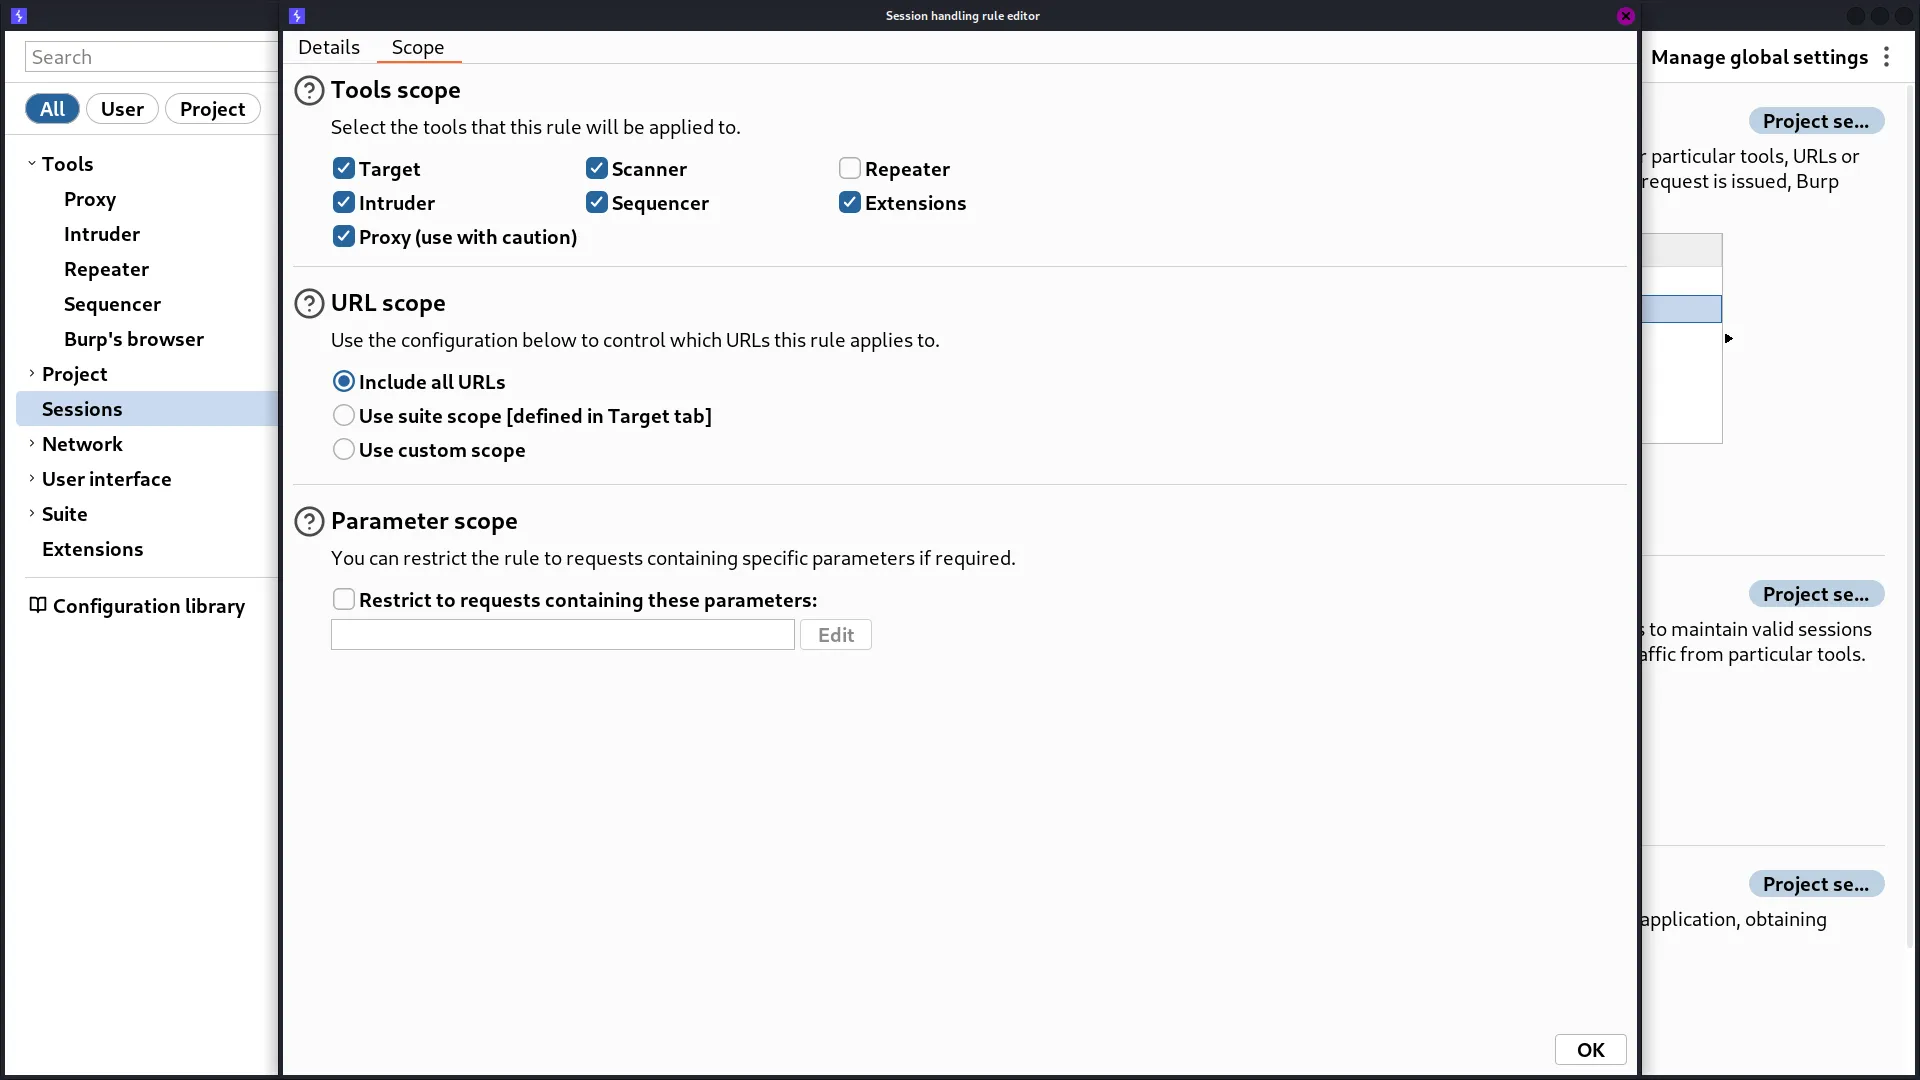 Session handling rule editor
Search
Details
Scope
Manage global settings
All
User
Project
Tools scope
Select the tools that this rule will be applied to.
Target
Scanner
Repeater
Intruder
Sequencer
Extensions
Proxy (use with caution)
Tools
Proxy
Intruder
Repeater
Sequencer
Burp's browser
Project
Sessions
Network
User interface
Suite
Extensions
Configuration library
URL scope
Use the configuration below to control which URLs this rule applies to.
Include all URLs
Use suite scope [defined in Target tab]
Use custom scope
Parameter scope
You can restrict the rule to requests containing specific parameters if required.
Restrict to requests containing these parameters:
Edit
OK
Project se...
particular tools, URLs or
request is issued, Burp
Project se...
to maintain valid sessions
from particular tools.
Project se...
application, obtaining